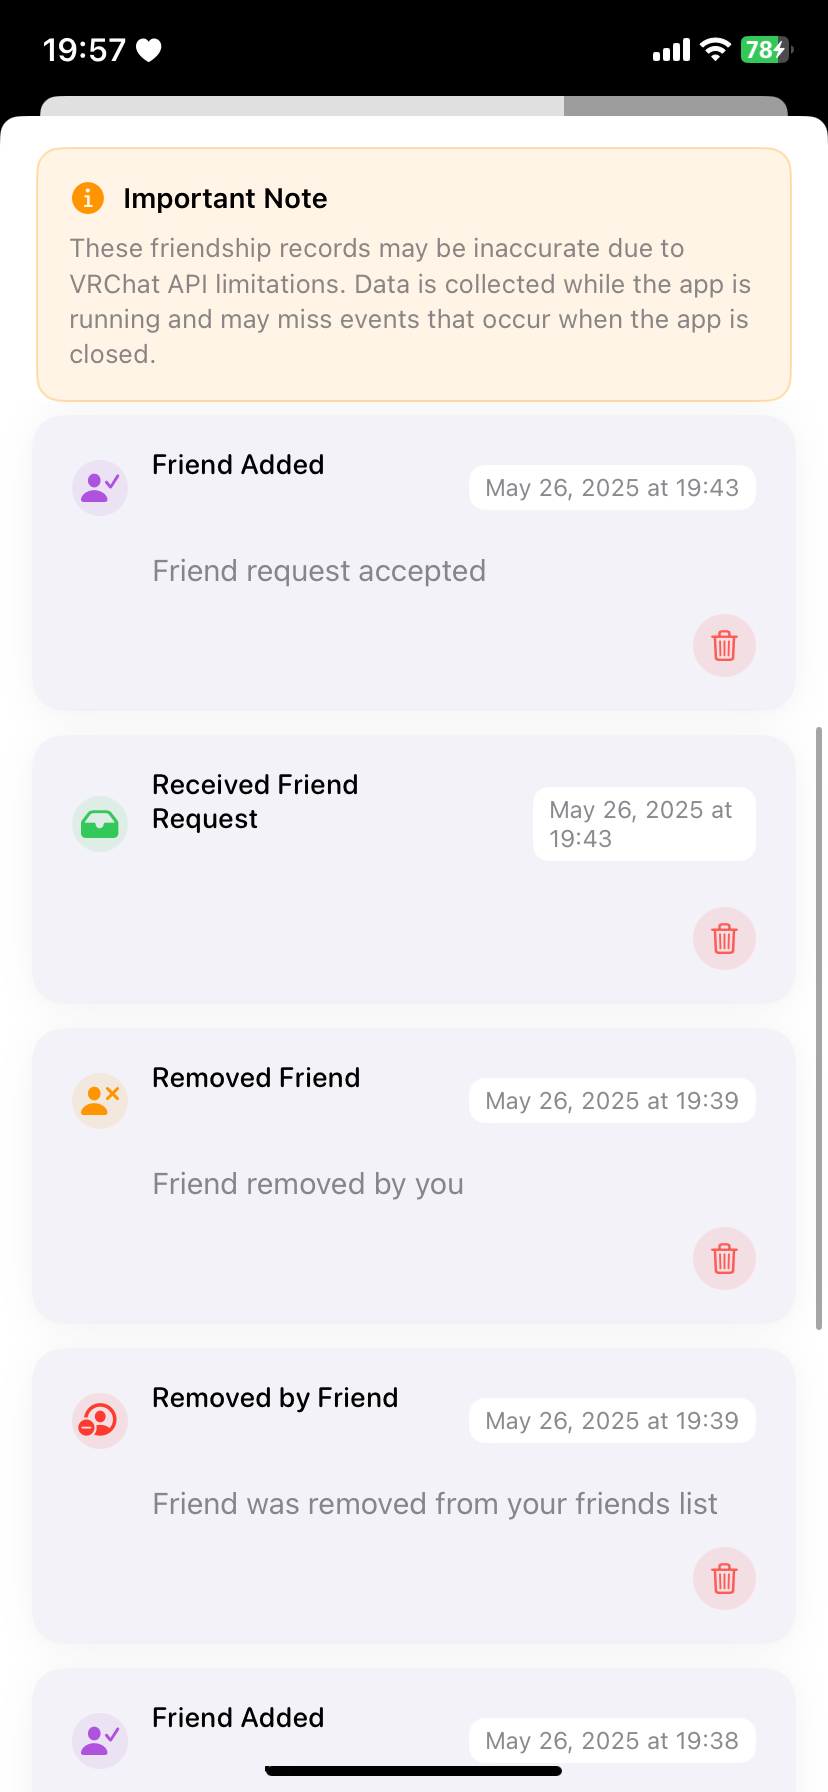 19:57
78
Important Note
These friendship records may be inaccurate due to
VRChat API limitations. Data is collected while the app is
running and may miss events that occur when the app is
closed.
Friend Added
May 26, 2025 at 19:43
Friend request accepted
Received Friend
Request
May 26, 2025 at
19:43
Removed Friend
May 26, 2025 at 19:39
Friend removed by you
Removed by Friend
May 26, 2025 at 19:39
Friend was removed from your friends list
Friend Added
May 26, 2025 at 19:38